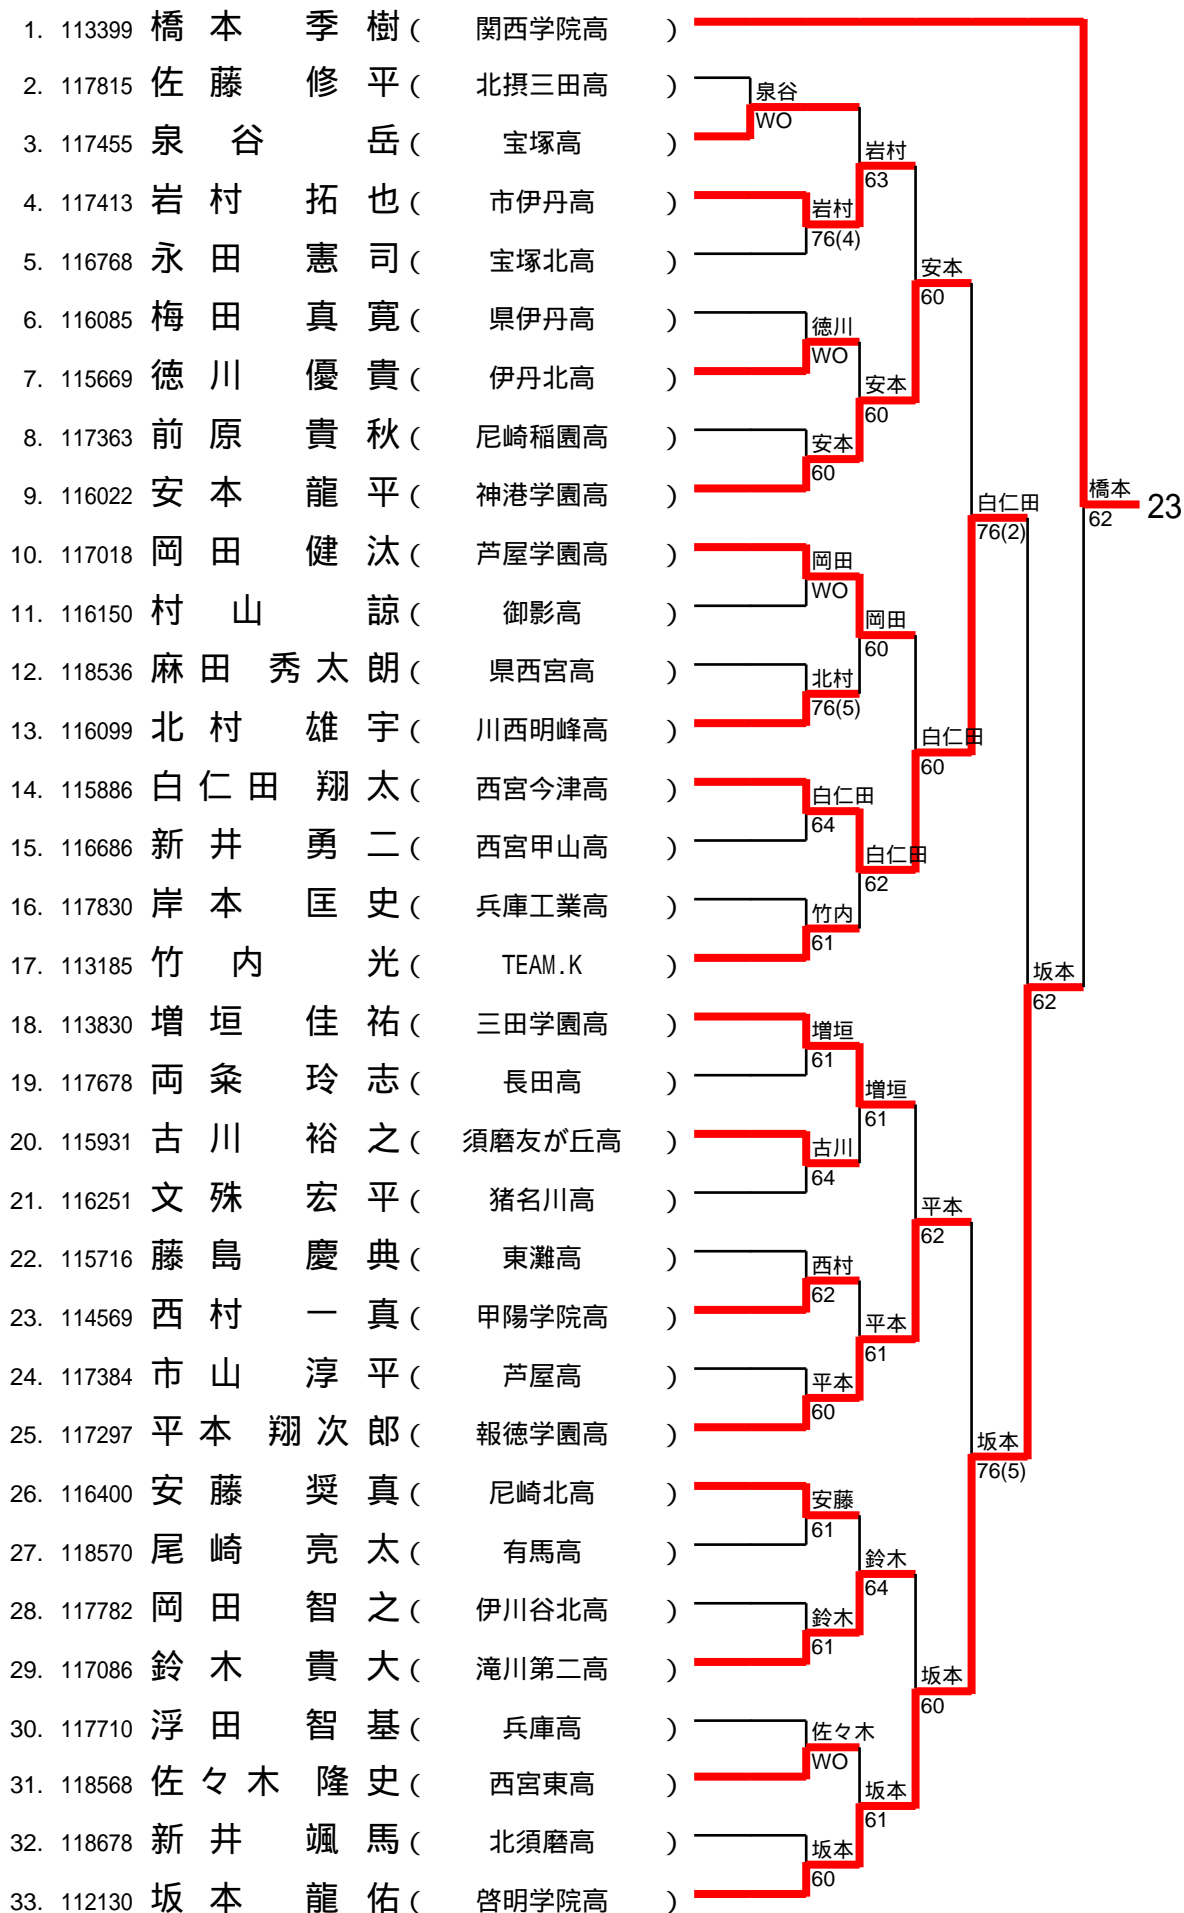 1. 113399 橋本 季樹 ( 関西学院高 )
2. 117815 佐藤 修平 ( 北摂三田高 )
泉谷
WO
3. 117455 泉谷 岳 ( 宝塚高 )
岩村
63
4. 117413 岩村 拓也 ( 市伊丹高 )
岩村
76(4)
5. 116768 永田 憲司 ( 宝塚北高 )
安本
60
6. 116085 梅田 真寛 ( 県伊丹高 )
徳川
WO
7. 115669 徳川 優貴 ( 伊丹北高 )
安本
60
8. 117363 前原 貴秋 ( 尼崎稲園高 )
安本
60
9. 116022 安本 龍平 ( 神港学園高 )
橋本
62
23
白仁田
76(2)
10. 117018 岡田 健汰 ( 芦屋学園高 )
岡田
WO
11. 116150 村山 諒 ( 御影高 )
岡田
60
12. 118536 麻田 秀太朗 ( 県西宮高 )
北村
76(5)
13. 116099 北村 雄宇 ( 川西明峰高 )
白仁田
60
14. 115886 白仁田 翔太 ( 西宮今津高 )
白仁田
64
15. 116686 新井 勇二 ( 西宮甲山高 )
白仁田
62
16. 117830 岸本 匡史 ( 兵庫工業高 )
竹内
61
17. 113185 竹内 光 ( TEAM.K )
坂本
62
18. 113830 増垣 佳祐 ( 三田学園高 )
増垣
61
19. 117678 両粂 玲志 ( 長田高 )
増垣
61
20. 115931 古川 裕之 ( 須磨友が丘高 )
古川
64
21. 116251 文殊 宏平 ( 猪名川高 )
平本
62
22. 115716 藤島 慶典 ( 東灘高 )
西村
62
23. 114569 西村 一真 ( 甲陽学院高 )
平本
61
24. 117384 市山 淳平 ( 芦屋高 )
平本
60
25. 117297 平本 翔次郎 ( 報徳学園高 )
坂本
76(5)
26. 116400 安藤 奨真 ( 尼崎北高 )
安藤
61
27. 118570 尾崎 亮太 ( 有馬高 )
鈴木
64
28. 117782 岡田 智之 ( 伊川谷北高 )
鈴木
61
29. 117086 鈴木 貴大 ( 滝川第二高 )
坂本
60
30. 117710 浮田 智基 ( 兵庫高 )
佐々木
WO
31. 118568 佐々木 隆史 ( 西宮東高 )
坂本
61
32. 118678 新井 颯馬 ( 北須磨高 )
坂本
60
33. 112130 坂本 龍佑 ( 啓明学院高 )